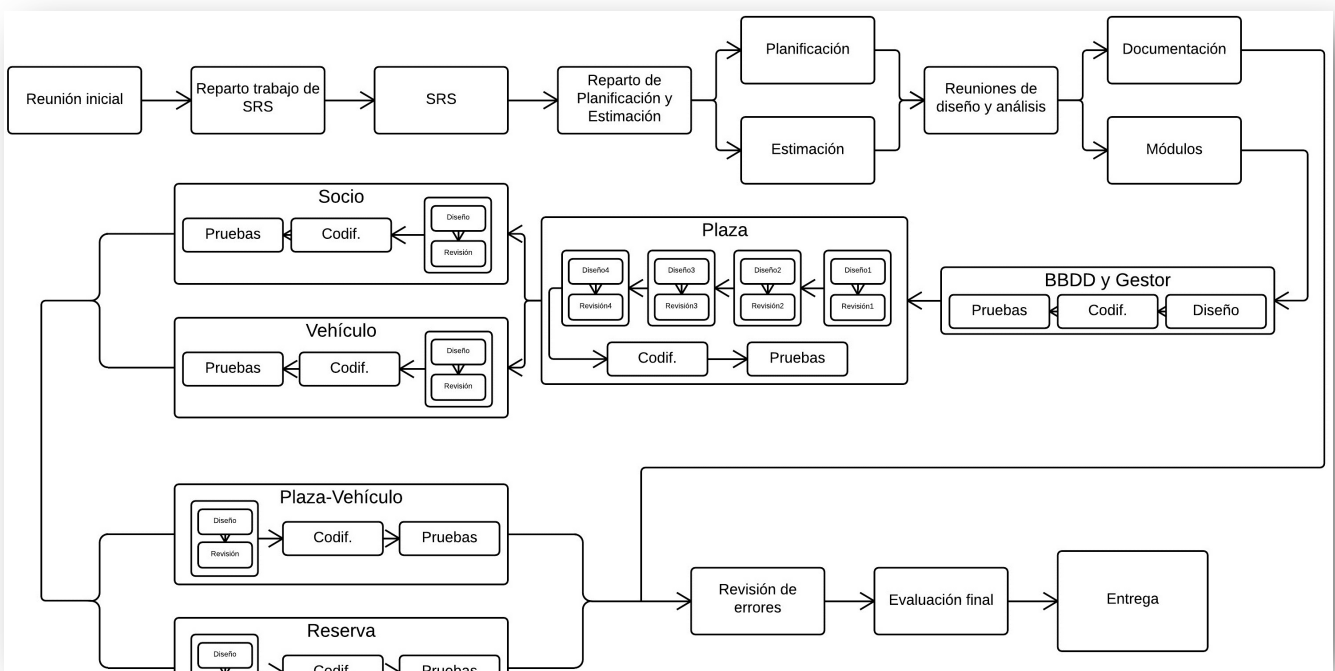 Reunión inicial
Reparto trabajo de
SRS
SRS
Reparto de
Planificación y
Estimación
Planificación
Estimación
Reuniones de
diseño y análisis
Documentación
Módulos
BBDD y Gestor
Diseño
Codif.
Pruebas
Plaza
Diseño1
Revisión1
Diseño2
Revisión2
Diseño3
Revisión3
Diseño4
Revisión4
Codif.
Pruebas
Socio
Diseño
Revisión
Codif.
Pruebas
Vehículo
Diseño
Revisión
Codif.
Pruebas
Plaza-Vehículo
Diseño
Revisión
Codif.
Pruebas
Reserva
Diseño
Codif.
Pruebas
Revisión de
errores
Evaluación final
Entrega